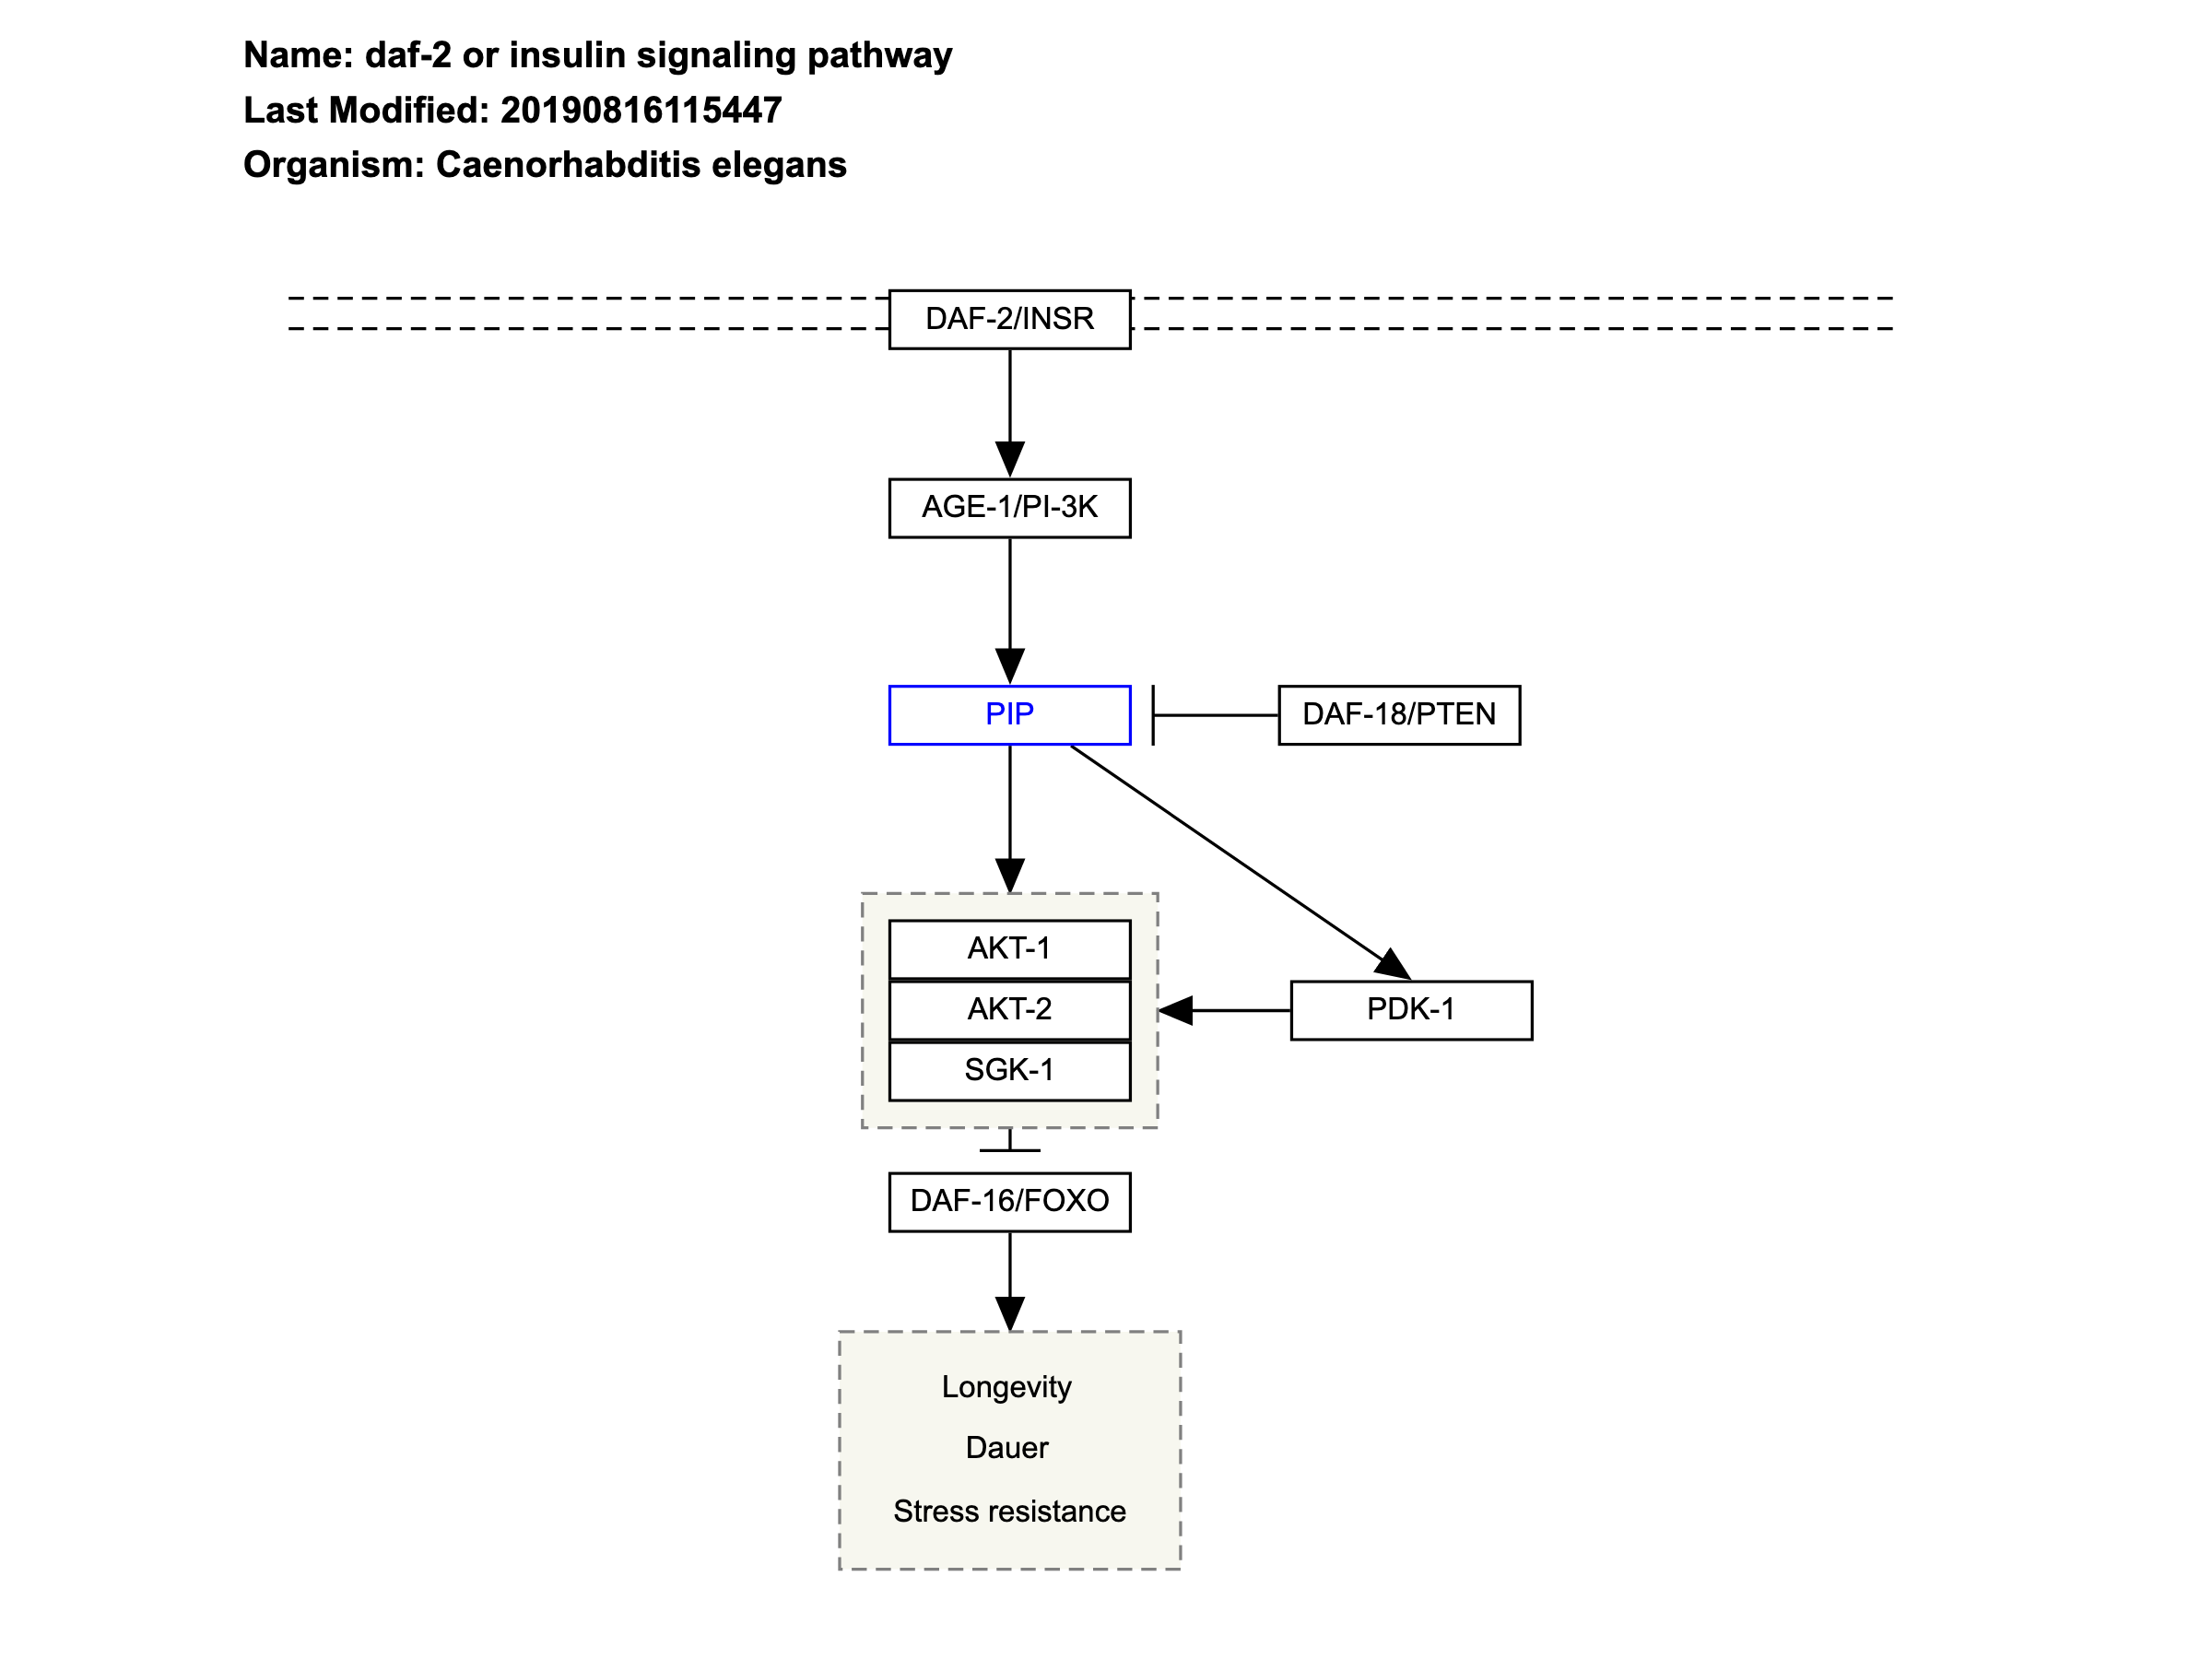 Name: daf-2 or insulin signaling pathway
Last Modified: 20190816115447
Organism: Caenorhabditis elegans
DAF-2/INSR
AGE-1/PI-3K
PIP
DAF-18/PTEN
AKT-1
AKT-2
PDK-1
SGK-1
DAF-16/FOXO
Longevity
Dauer
Stress resistance